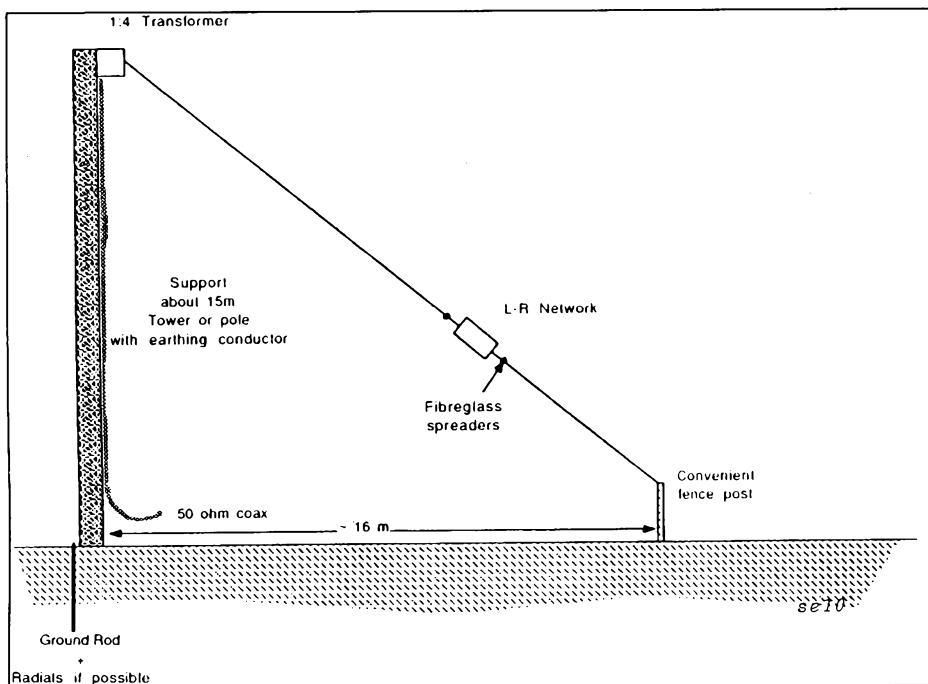 1:4 Transformer
Support
about 15m
Tower or pole
with earthing conductor
L-R Network
Fibreglass
spreaders
Convenient
fence post
50 ohm coax
~ 16 m
se10
Ground Rod
+
Radials if possible